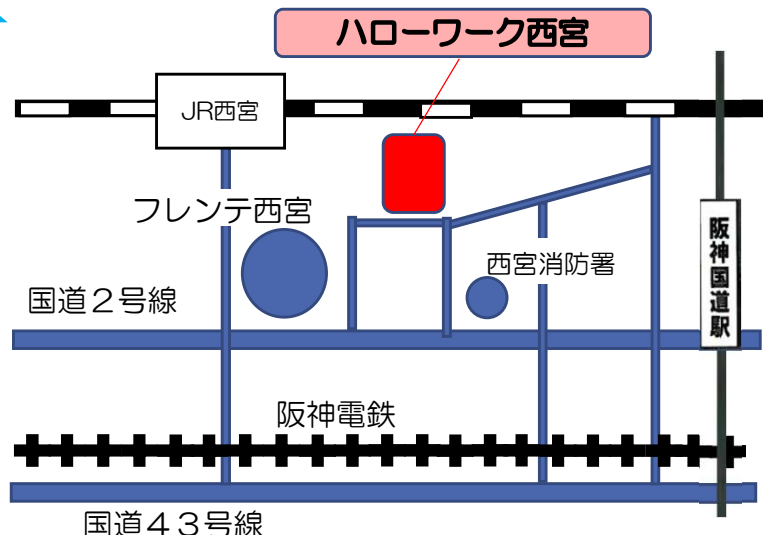 ハローワーク西宮
JR西宮
フレンテ西宮
阪神国道駅
西宮消防署
国道２号線
阪神電鉄
国道４３号線